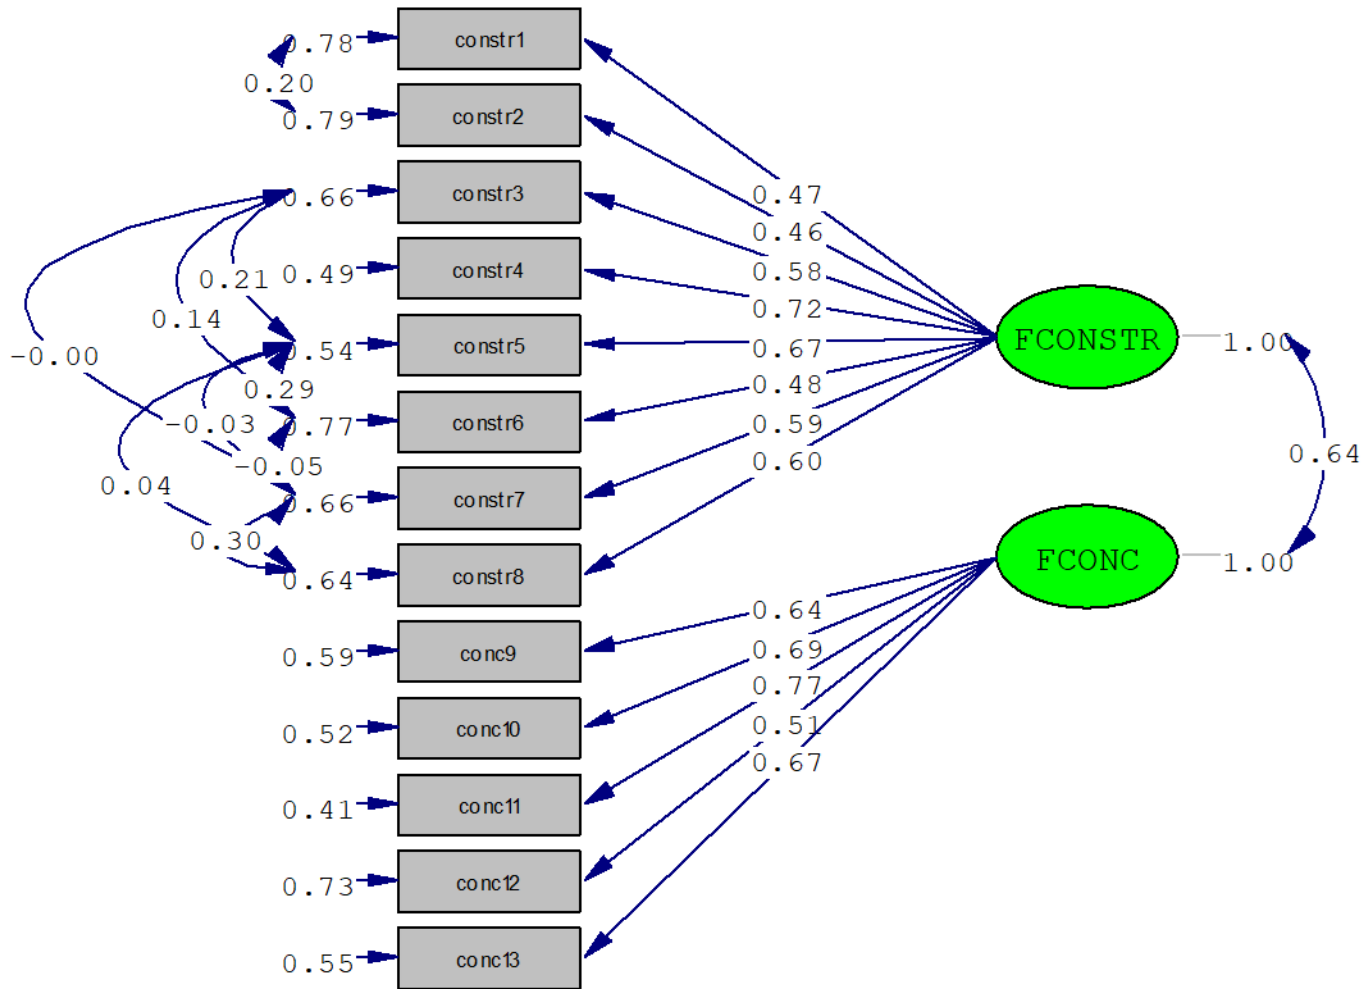 0.78 constr1
0.20
0.79 constr2
0.47
0.66 constr3
0.46
0.49 constr4
0.58
0.21
0.72
0.14
0.54 constr5
0.67
FCONSTR 1.00
-0.00
0.29
0.48
0.77 constr6
-0.03
0.59
0.64
-0.05
0.60
0.04
0.66 constr7
0.30
0.64 constr8
FCONC 1.00
0.64
0.59 conc9
0.69
0.77
0.52 conc10
0.51
0.67
0.41 conc11
0.73 conc12
0.55 conc13